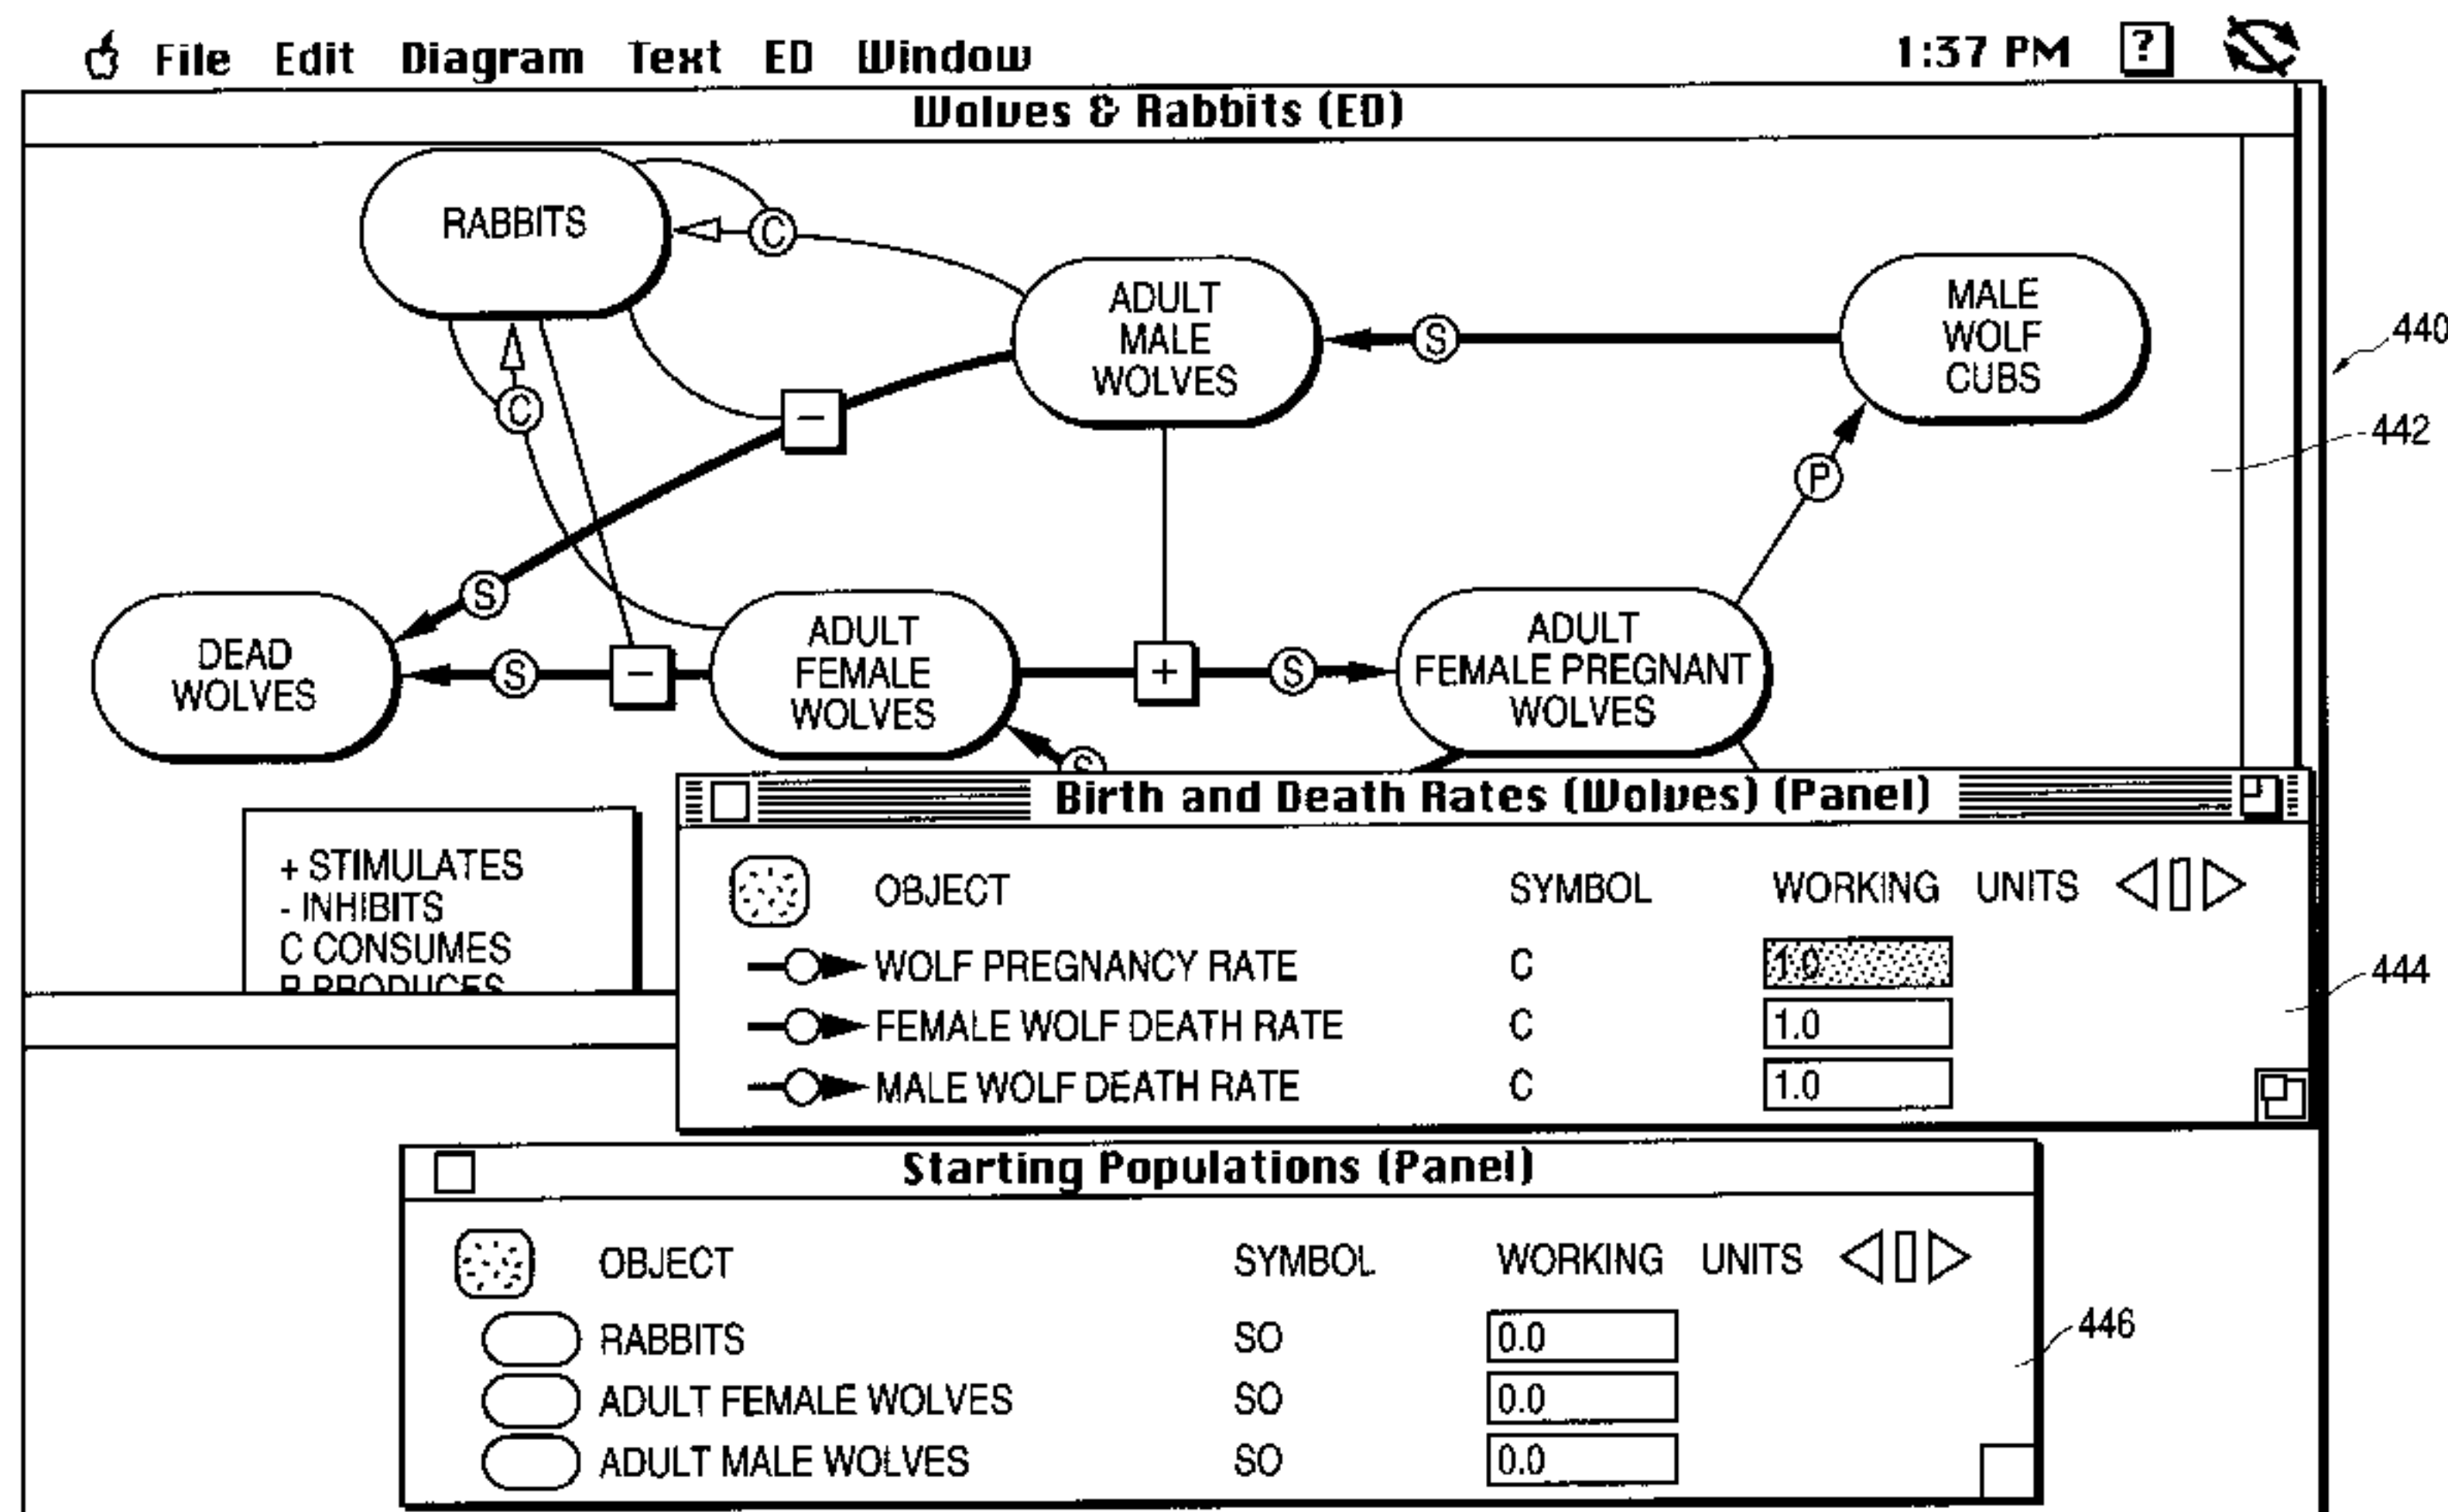 File Edit Diagram Text ED Window 1:37 PM ?
Wolves & Rabbits (ED)
RABBITS
C
ADULT
MALE
WOLVES
S
MALE
WOLF
CUBS
440
442
C
−
P
S
DEAD
WOLVES
S
−
ADULT
FEMALE
WOLVES
+
S
ADULT
FEMALE PREGNANT
WOLVES
S
+ STIMULATES
- INHIBITS
C CONSUMES
P PRODUCES
Birth and Death Rates (Wolves) (Panel)
OBJECT SYMBOL WORKING UNITS
WOLF PREGNANCY RATE C 1.0
FEMALE WOLF DEATH RATE C 1.0
MALE WOLF DEATH RATE C 1.0
444
Starting Populations (Panel)
OBJECT SYMBOL WORKING UNITS
RABBITS SO 0.0
ADULT FEMALE WOLVES SO 0.0
ADULT MALE WOLVES SO 0.0
446